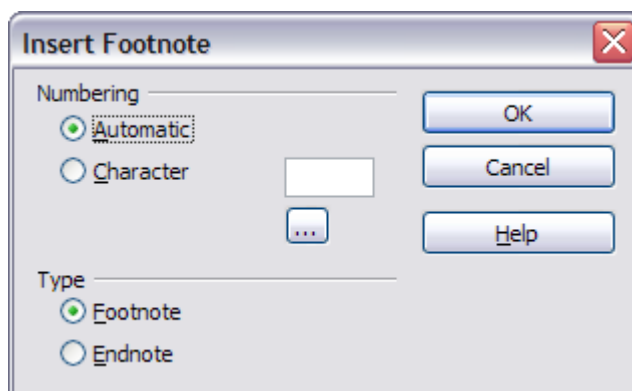 Insert Footnote
Numbering
Automatic
Character
...
Type
Footnote
Endnote
OK
Cancel
Help